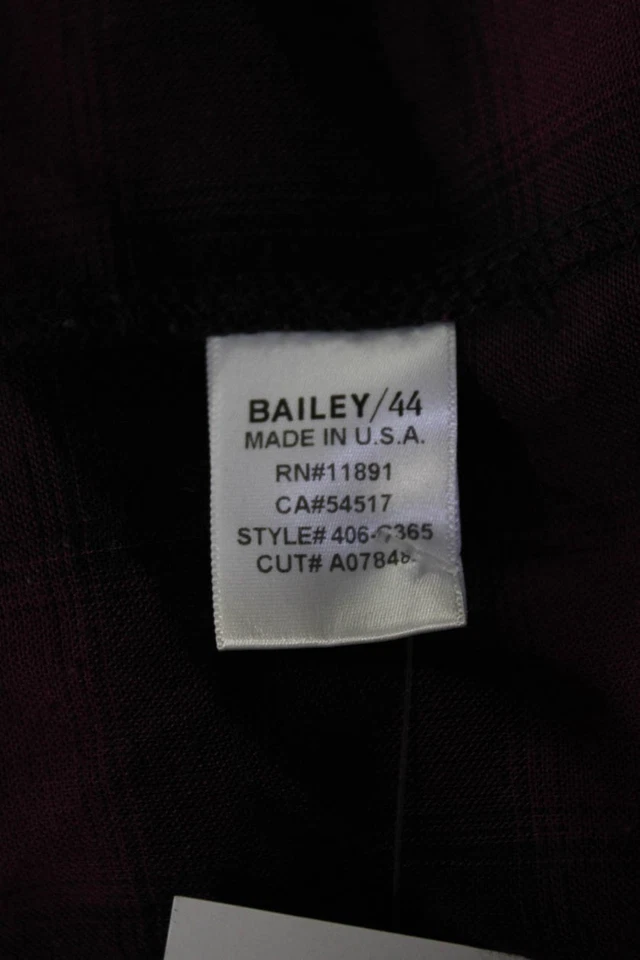 BAILEY/44
MADE IN U.S.A.
RN#11891
CA#54517
STYLE#
CUT#